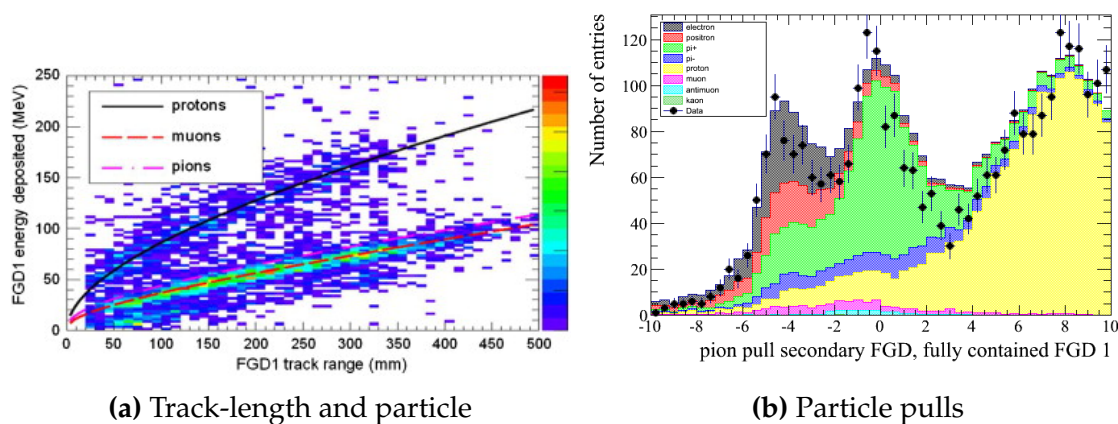 250
200
150
100
50
0
FGD1 energy deposited (MeV)
protons
muons
pions
0 50 100 150 200 250 300 350 400 450 500
FGD1 track range (mm)
(a) Track-length and particle
Number of entries
120
100
80
60
40
20
0
electron
positron
pi+
pi-
proton
muon
antimuon
kaon
Data
-10 -8 -6 -4 -2 0 2 4 6 8 10
pion pull secondary FGD, fully contained FGD 1
(b) Particle pulls